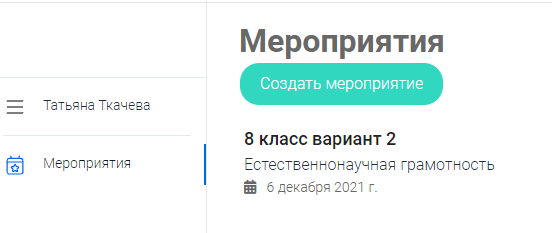 Мероприятия
Создать мероприятие
Татьяна Ткачева
Мероприятия
8 класс вариант 2
Естественнонаучная грамотность
6 декабря 2021 г.